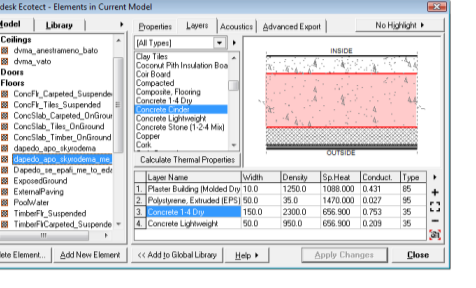 desk Ecotect - Elements in Current Model
Model Library
Properties Layers Acoustics Advanced Export No Highlight
Ceilings
dvma_anestrameno_bato
dvma_vato
Doors
Floors
ConcFlr_Carpeted_Suspende
ConcFlr_Tiles_Suspended
ConcSlab_Carpeted_OnGroun
ConcSlab_Tiles_OnGround
ConcSlab_Timber_OnGround
dapedo_apo_skyrodema
dapedo_apo_skyrodema_me_
Dapedo_se_epafi_me_to_eda
ExposedGround
ExternalPaving
PoolWater
TimberFlr_Suspended
TimberFlrCarpeted_Suspende
[All Types]
Clay Tiles
Coconut Pith Insulation Boa
Coir Board
Compacted
Composite, Flooring
Concrete 1-4 Dry
Concrete Cinder
Concrete Lightweight
Concrete Stone (1-2-4 Mix)
Copper
Cork
Calculate Thermal Properties
INSIDE
OUTSIDE
Layer Name Width Density Sp.Heat Conduct. Type
1. Plaster Building (Molded Dry 10.0 1250.0 1088.000 0.431 85
2. Polystyrene, Extruded (EPS) 50.0 35.0 1470.000 0.027 95
3. Concrete 1-4 Dry 150.0 2300.0 656.900 0.753 35
4. Concrete Lightweight 50.0 950.0 656.900 0.209 35
ete Element... Add New Element << Add to Global Library Help Apply Changes Close